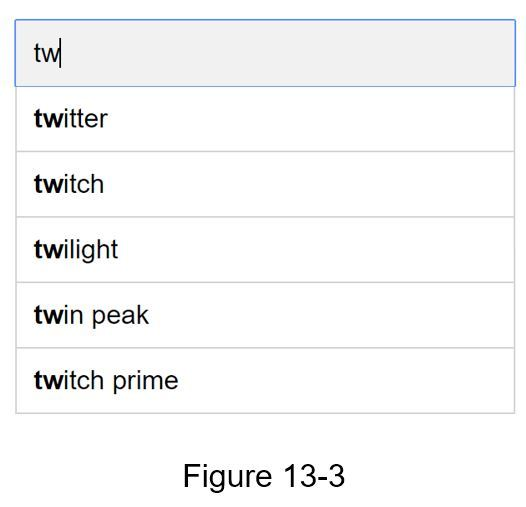 tw
twitter
twitch
twilight
twin peak
twitch prime
Figure 13-3